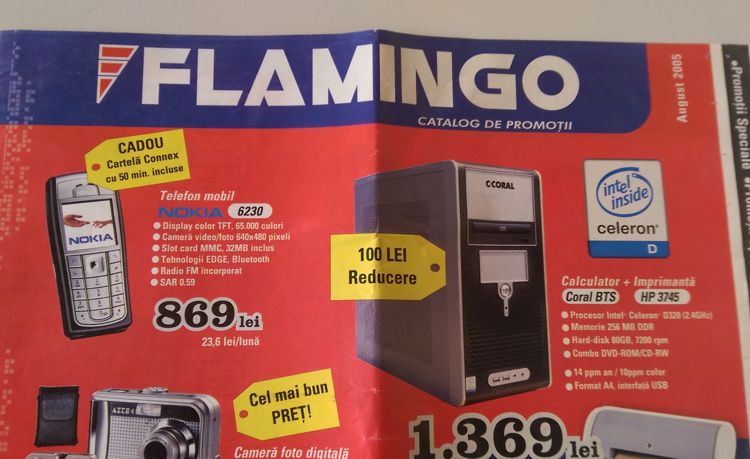 FLAMINGO
CATALOG DE PROMOȚII
August 2005
CADOU
Cartelă Connex
cu 50 min. incluse
Telefon mobil
NOKIA 6230
Display color TFT, 65.000 culori
Cameră video/foto 640x480 pixeli
Slot card MMC, 32MB inclus
Tehnologii EDGE, Bluetooth
Radio FM încorporat
SAR 0.59
869 lei
23,6 lei/lună
NOKIA
CORAL
100 LEI
Reducere
intel
inside
celeron
D
Calculator + Imprimantă
Coral BTS HP 3745
Procesor Intel® Celeron® D320 (2.4GHz)
Memorie 256 MB DDR
Hard-disk 80GB, 7200 rpm
Combo DVD-ROM/CD-RW
14 ppm an / 10ppm color
Format A4, interfață USB
1.369 lei
Cel mai bun
PREȚ!
Cameră foto digitală
Promoții Speciale